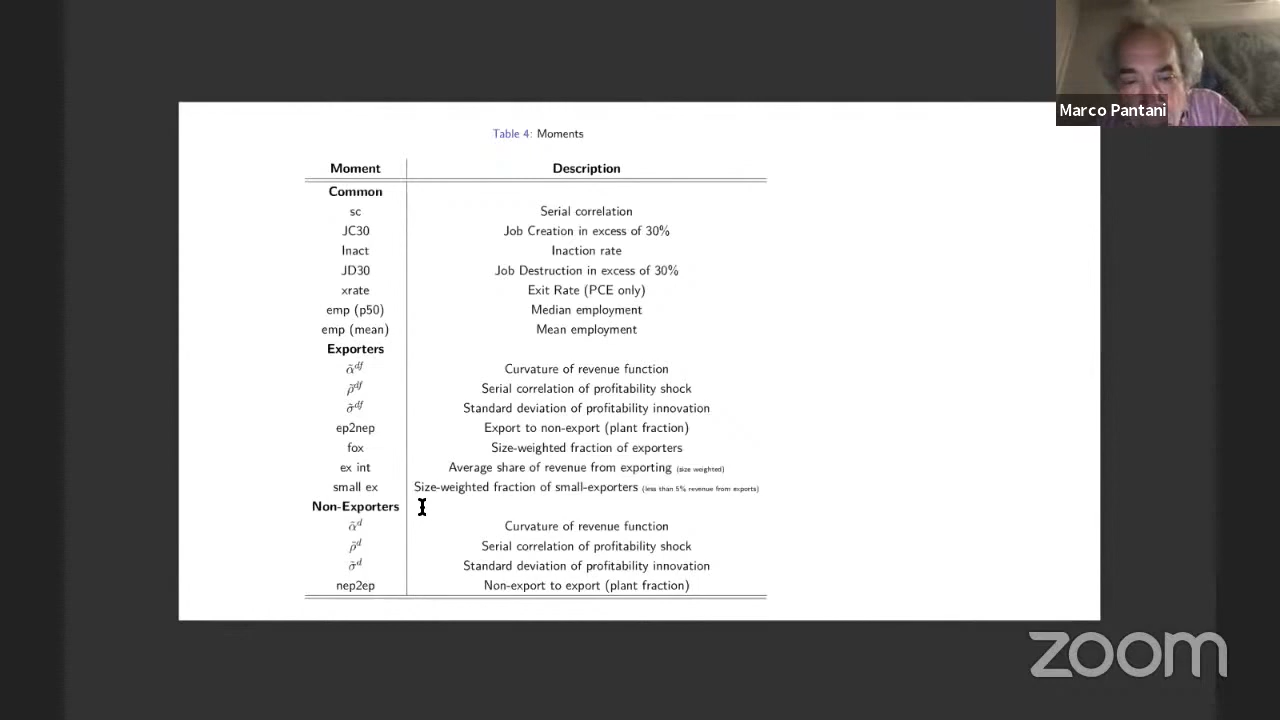 Marco Pantani
Table 4: Moments
Moment Description
Common
sc Serial correlation
JC30 Job Creation in excess of 30%
Inact Inaction rate
JD30 Job Destruction in excess of 30%
xrate Exit Rate (PCE only)
emp (p50) Median employment
emp (mean) Mean employment
Exporters
α̃^df Curvature of revenue function
ρ̃^df Serial correlation of profitability shock
σ̃^df Standard deviation of profitability innovation
ep2nep Export to non-export (plant fraction)
fox Size-weighted fraction of exporters
ex int Average share of revenue from exporting (size weighted)
small ex Size-weighted fraction of small-exporters (less than 5% revenue from exports)
Non-Exporters
α̃^d Curvature of revenue function
ρ̃^d Serial correlation of profitability shock
σ̃^d Standard deviation of profitability innovation
nep2ep Non-export to export (plant fraction)
zoom